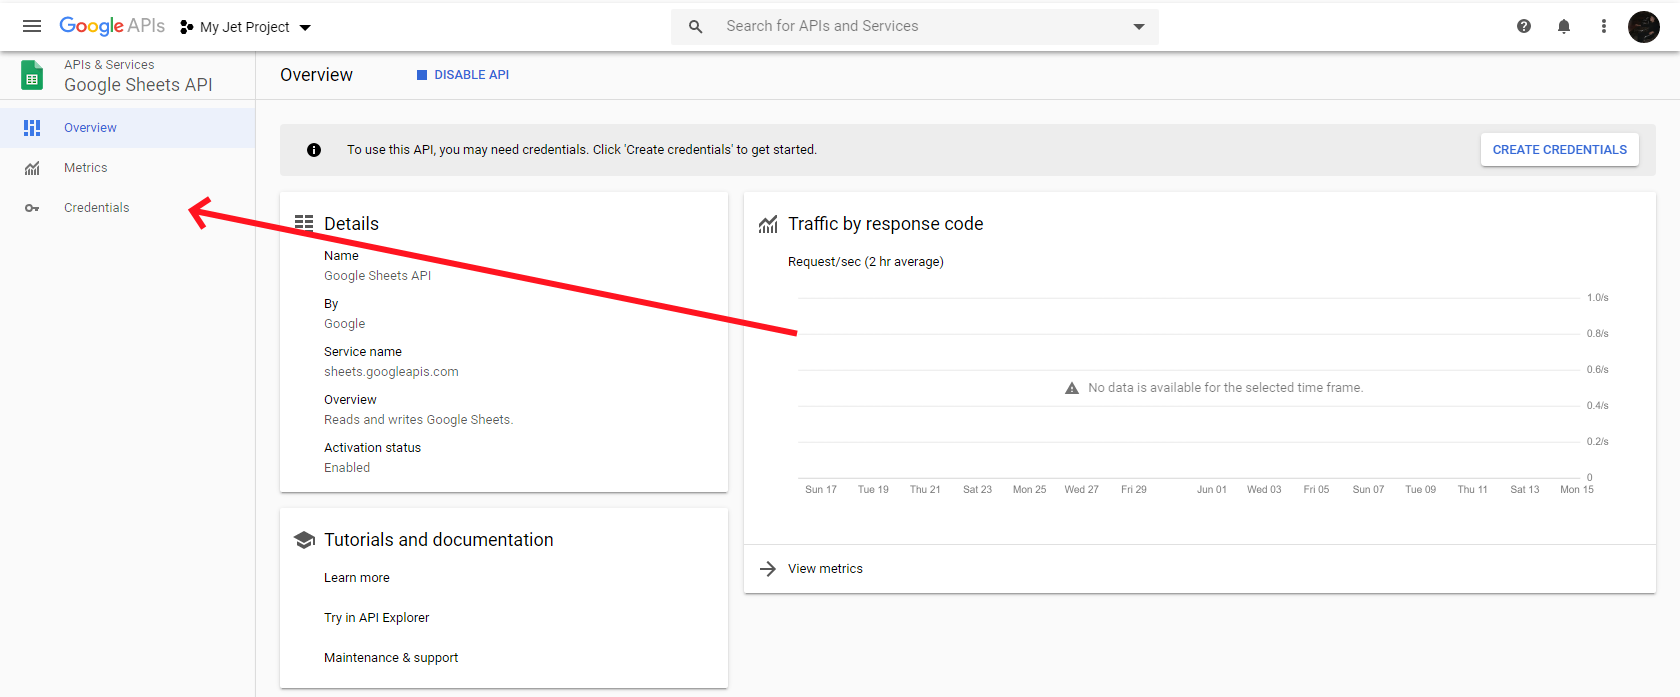 Google APIs
My Jet Project
Search for APIs and Services
APIs & Services
Google Sheets API
Overview
Metrics
Credentials
Overview
DISABLE API
To use this API, you may need credentials. Click 'Create credentials' to get started.
CREATE CREDENTIALS
Details
Name
Google Sheets API
By
Google
Service name
sheets.googleapis.com
Overview
Reads and writes Google Sheets.
Activation status
Enabled
Tutorials and documentation
Learn more
Try in API Explorer
Maintenance & support
Traffic by response code
Request/sec (2 hr average)
1.0/s
0.8/s
0.6/s
No data is available for the selected time frame.
0.4/s
0.2/s
0
Sun 17 Tue 19 Thu 21 Sat 23 Mon 25 Wed 27 Fri 29 Jun 01 Wed 03 Fri 05 Sun 07 Tue 09 Thu 11 Sat 13 Mon 15
View metrics